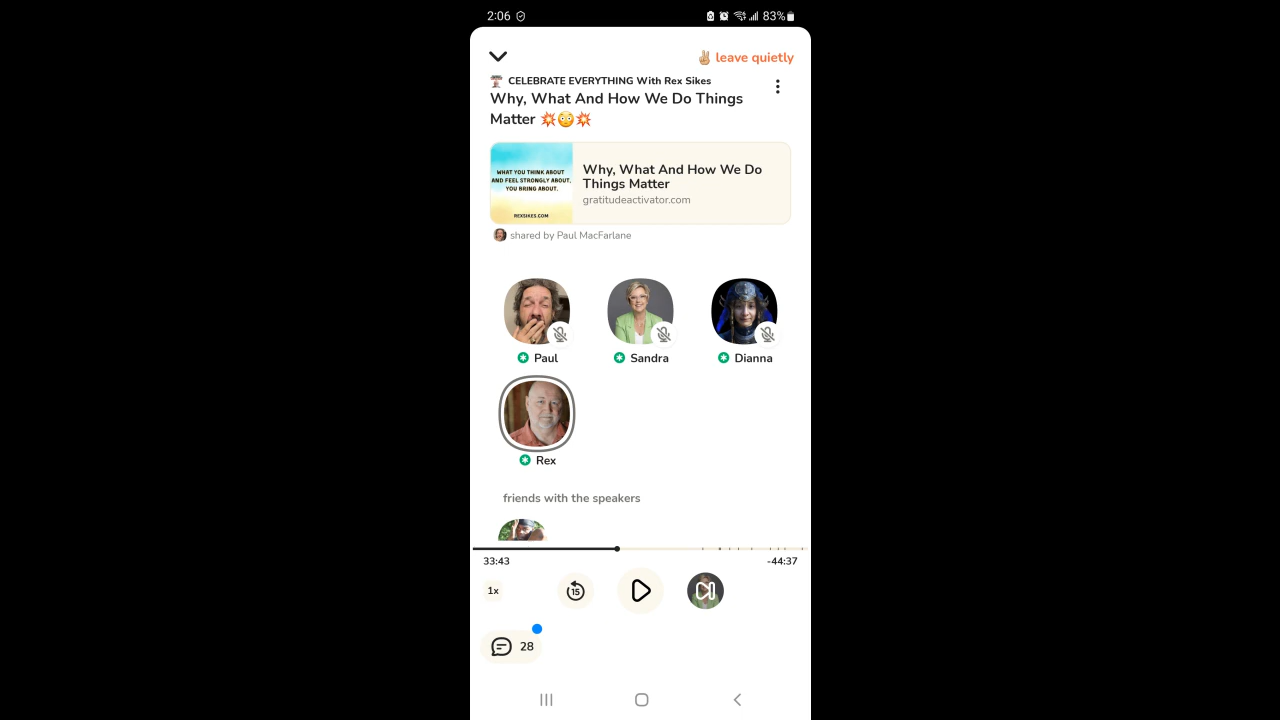 2:06 83%
✌🏼 leave quietly
CELEBRATE EVERYTHING With Rex Sikes
Why, What And How We Do Things
Matter 💥😳💥
WHAT YOU THINK ABOUT
AND FEEL STRONGLY ABOUT,
YOU BRING ABOUT.
REXSIKES.COM
Why, What And How We Do
Things Matter
gratitudeactivator.com
shared by Paul MacFarlane
Paul Sandra Dianna
Rex
friends with the speakers
33:43 -44:37
1x 15
28